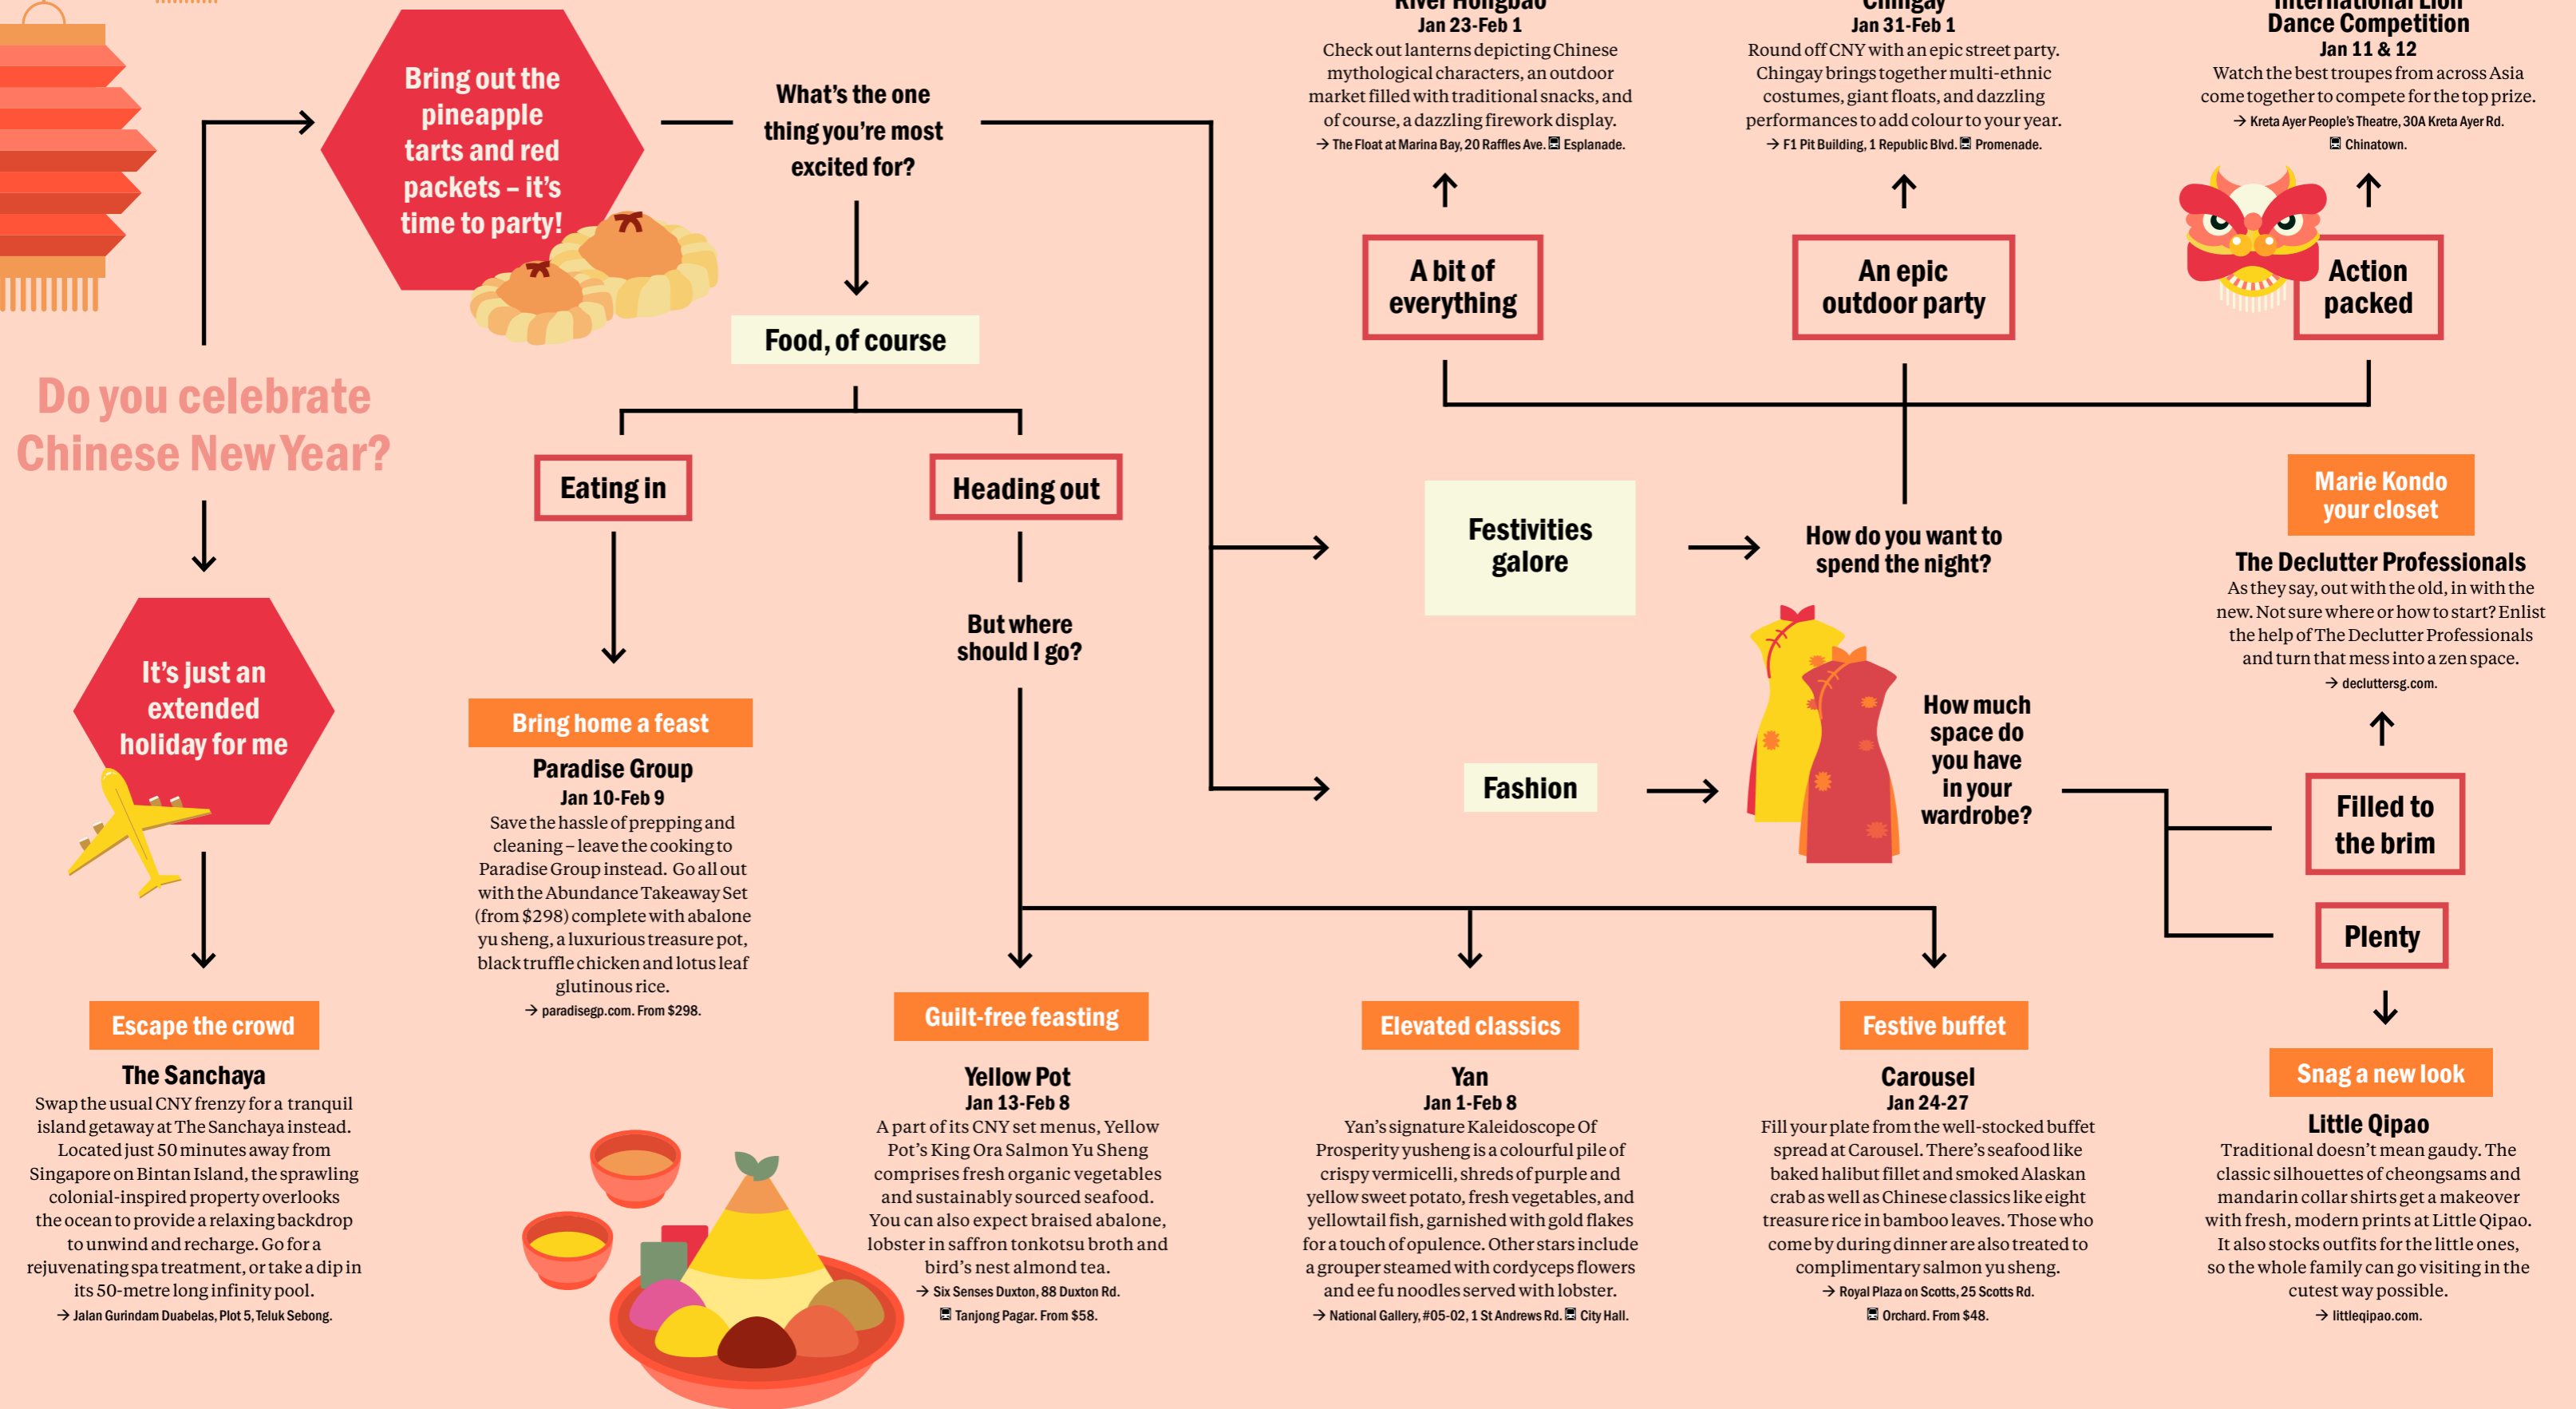 Do you celebrate
Chinese New Year?
Bring out the
pineapple
tarts and red
packets – it's
time to party!
What's the one
thing you're most
excited for?
Food, of course
Eating in
Heading out
But where
should I go?
It's just an
extended
holiday for me
Escape the crowd
The Sanchaya
Swap the usual CNY frenzy for a tranquil
island getaway at The Sanchaya instead.
Located just 50 minutes away from
Singapore on Bintan Island, the sprawling
colonial-inspired property overlooks
the ocean to provide a relaxing backdrop
to unwind and recharge. Go for a
rejuvenating spa treatment, or take a dip in
its 50-metre long infinity pool.
→ Jalan Gurindam Duabelas, Plot 5, Teluk Sebong.
Bring home a feast
Paradise Group
Jan 10-Feb 9
Save the hassle of prepping and
cleaning – leave the cooking to
Paradise Group instead. Go all out
with the Abundance Takeaway Set
(from $298) complete with abalone
yu sheng, a luxurious treasure pot,
black truffle chicken and lotus leaf
glutinous rice.
→ paradisegp.com. From $298.
Guilt-free feasting
Yellow Pot
Jan 13-Feb 8
A part of its CNY set menus, Yellow
Pot's King Ora Salmon Yu Sheng
comprises fresh organic vegetables
and sustainably sourced seafood.
You can also expect braised abalone,
lobster in saffron tonkotsu broth and
bird's nest almond tea.
→ Six Senses Duxton, 88 Duxton Rd.
Tanjong Pagar. From $58.
Elevated classics
Yan
Jan 1-Feb 8
Yan's signature Kaleidoscope Of
Prosperity yusheng is a colourful pile of
crispy vermicelli, shreds of purple and
yellow sweet potato, fresh vegetables, and
yellowtail fish, garnished with gold flakes
for a touch of opulence. Other stars include
a grouper steamed with cordyceps flowers
and ee fu noodles served with lobster.
→ National Gallery, #05-02, 1 St Andrews Rd. City Hall.
Festive buffet
Carousel
Jan 24-27
Fill your plate from the well-stocked buffet
spread at Carousel. There's seafood like
baked halibut fillet and smoked Alaskan
crab as well as Chinese classics like eight
treasure rice in bamboo leaves. Those who
come by during dinner are also treated to
complimentary salmon yu sheng.
→ Royal Plaza on Scotts, 25 Scotts Rd.
Orchard. From $48.
Festivities
galore
How do you want to
spend the night?
A bit of
everything
River Hongbao
Jan 23-Feb 1
Check out lanterns depicting Chinese
mythological characters, an outdoor
market filled with traditional snacks, and
of course, a dazzling firework display.
→ The Float at Marina Bay, 20 Raffles Ave. Esplanade.
An epic
outdoor party
Chingay
Jan 31-Feb 1
Round off CNY with an epic street party.
Chingay brings together multi-ethnic
costumes, giant floats, and dazzling
performances to add colour to your year.
→ F1 Pit Building, 1 Republic Blvd. Promenade.
Action
packed
International Lion
Dance Competition
Jan 11 & 12
Watch the best troupes from across Asia
come together to compete for the top prize.
→ Kreta Ayer People's Theatre, 30A Kreta Ayer Rd.
Chinatown.
Fashion
How much
space do
you have
in your
wardrobe?
Filled to
the brim
Marie Kondo
your closet
The Declutter Professionals
As they say, out with the old, in with the
new. Not sure where or how to start? Enlist
the help of The Declutter Professionals
and turn that mess into a zen space.
→ decluttersg.com.
Plenty
Snag a new look
Little Qipao
Traditional doesn't mean gaudy. The
classic silhouettes of cheongsams and
mandarin collar shirts get a makeover
with fresh, modern prints at Little Qipao.
It also stocks outfits for the little ones,
so the whole family can go visiting in the
cutest way possible.
→ littleqipao.com.